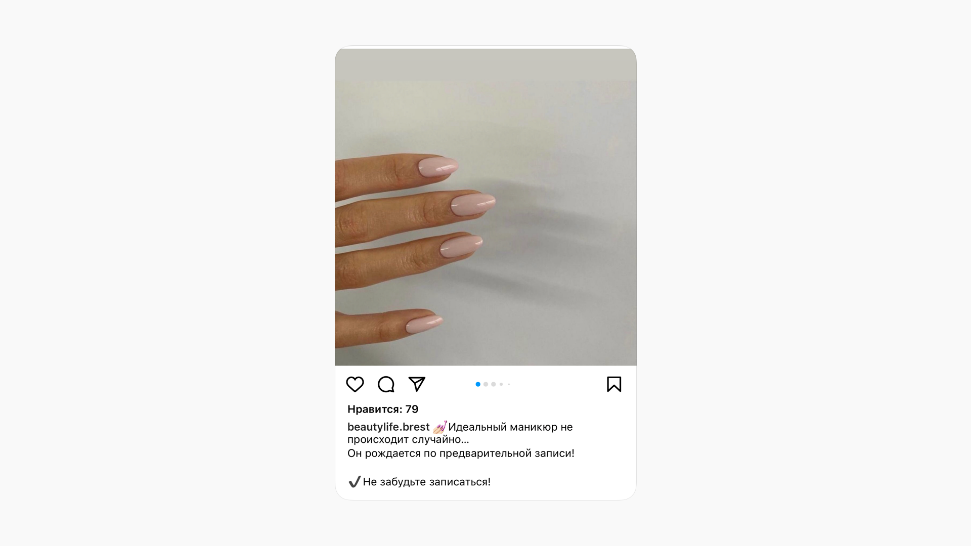 Нравится: 79
beautylife.brest 💅Идеальный маникюр не
происходит случайно...
Он рождается по предварительной записи!
✔Не забудьте записаться!